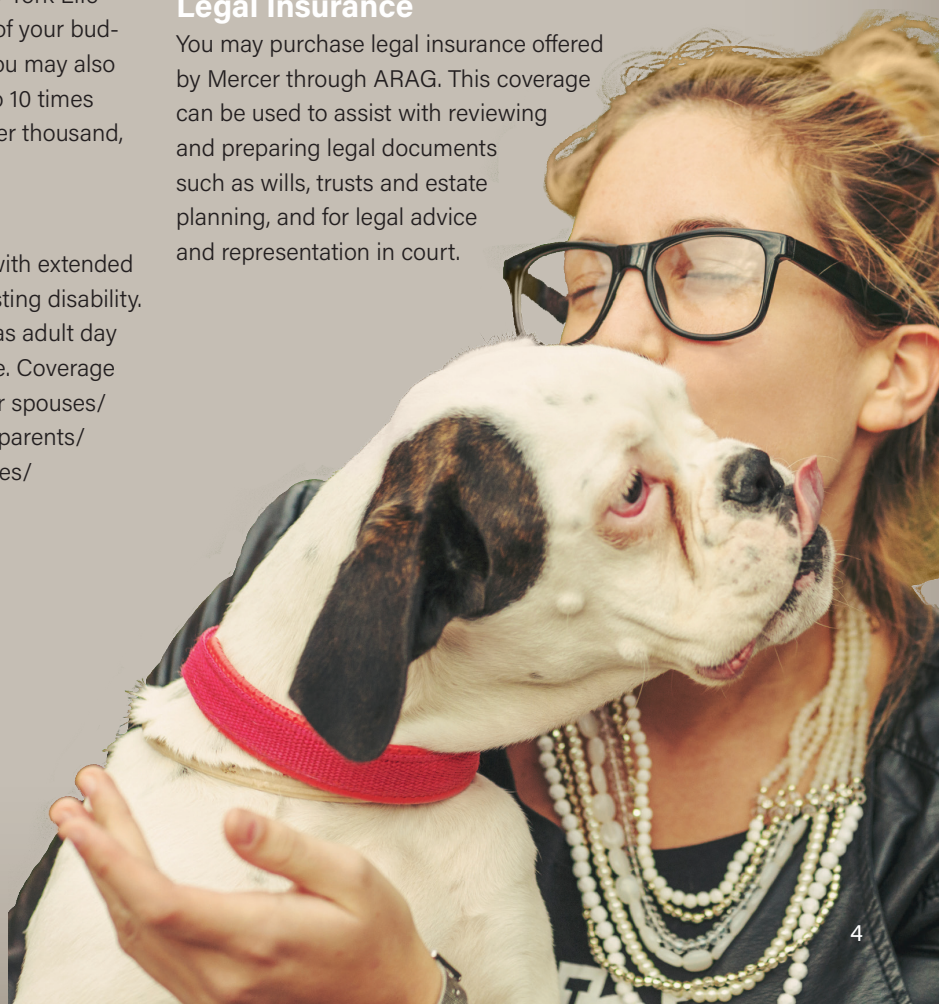 of your bud-
ou may also
10 times
er thousand,
with extended
sting disability.
as adult day
e. Coverage
r spouses/
parents/
es/
Legal Insurance
You may purchase legal insurance offered
by Mercer through ARAG. This coverage
can be used to assist with reviewing
and preparing legal documents
such as wills, trusts and estate
planning, and for legal advice
and representation in court.
4